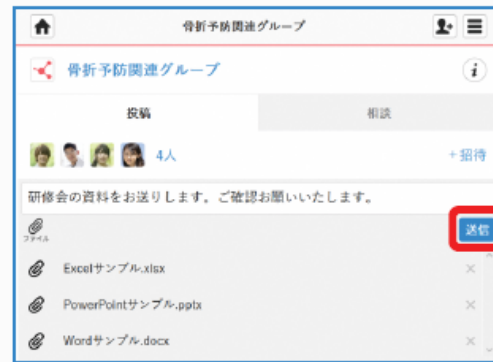 骨折予防関連グループ
骨折予防関連グループ
i
投稿
相談
4人
+招待
研修会の資料をお送りします。ご確認お願いいたします。
ファイル
送信
Excelサンプル.xlsx
PowerPointサンプル.pptx
Wordサンプル.docx